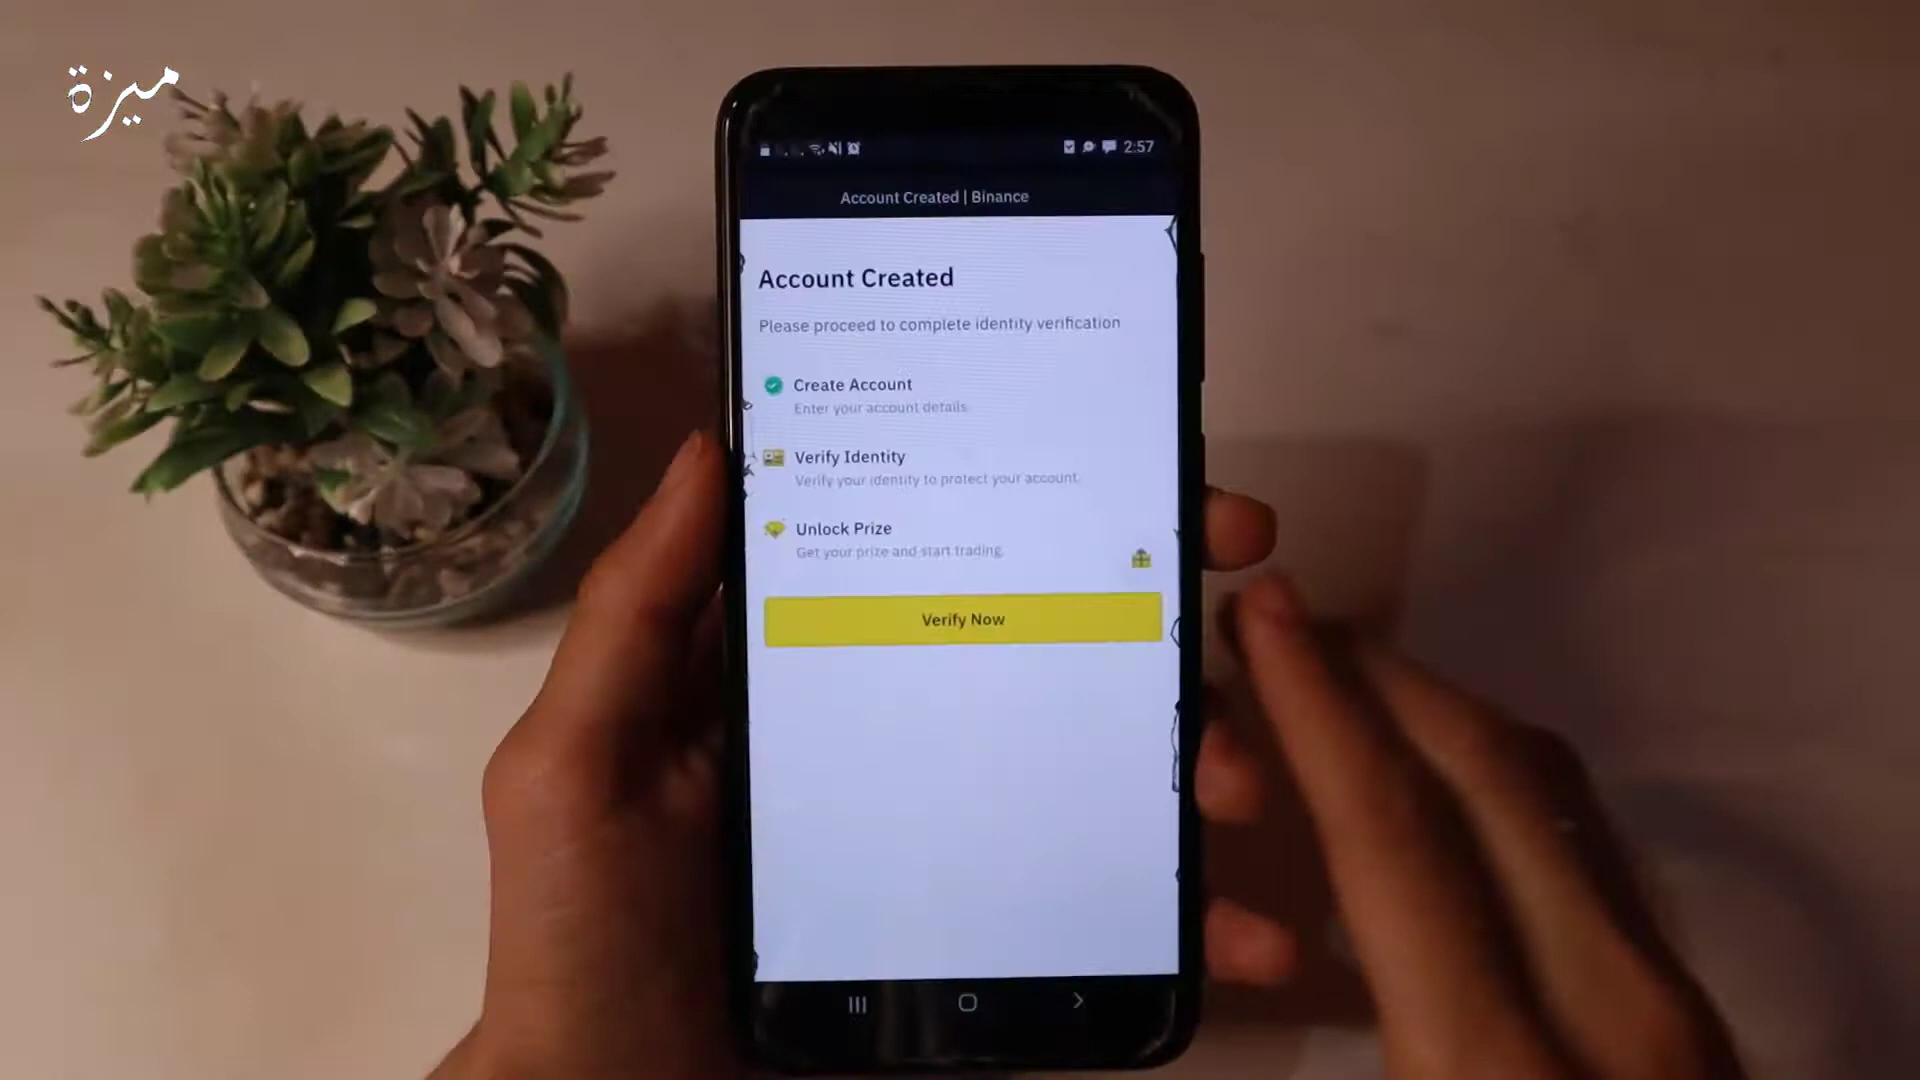 ميزة
2:57
Account Created | Binance
Account Created
Please proceed to complete identity verification
Create Account
Enter your account details.
Verify Identity
Verify your identity to protect your account.
Unlock Prize
Get your prize and start trading.
Verify Now